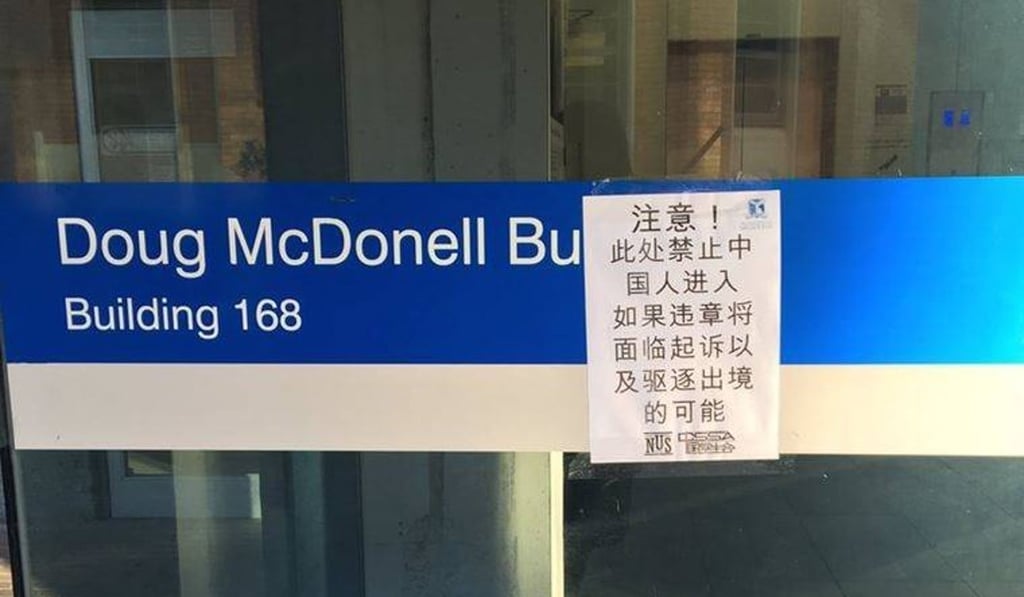 Doug McDonell Bu
Building 168
注意！
此处禁止中
国人进入
如果违章将
面临起诉以
及驱逐出境
的可能
NUS